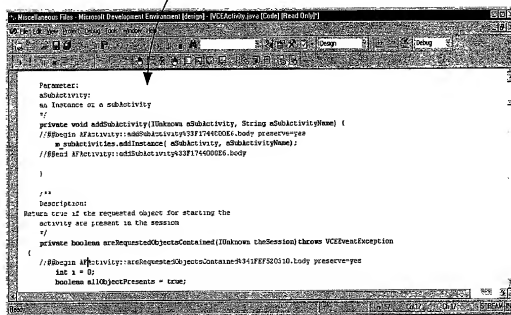 Miscellaneous Files - Microsoft Development Environment [design] - [VCEActivity.java [Code] [Read Only]*]
File Edit View Project Debug Tools Window Help
Design Debug
Parameter:
aSubActivity:
an Instance of a subActivity
*/
private void addSubActivity(IUnknown aSubActivity, String aSubActivityName) {
//##begin AFActivity::addSubActivity%33F1744000E6.body preserve=yes
m_subActivities.addInstance( aSubActivity, aSubActivityName);
//##end AFActivity::addSubActivity%33F1744000E6.body
}
/**
Description:
Return true if the requested object for starting the
activity are present in the session
*/
private boolean areRequestedObjectsContained(IUnknown theSession)throws VCEEventException
{
//##begin AFActivity::areRequestedObjectsContained%341FEF520310.body preserve=yes
int i = 0;
boolean allObjectPresents = true;
Ready